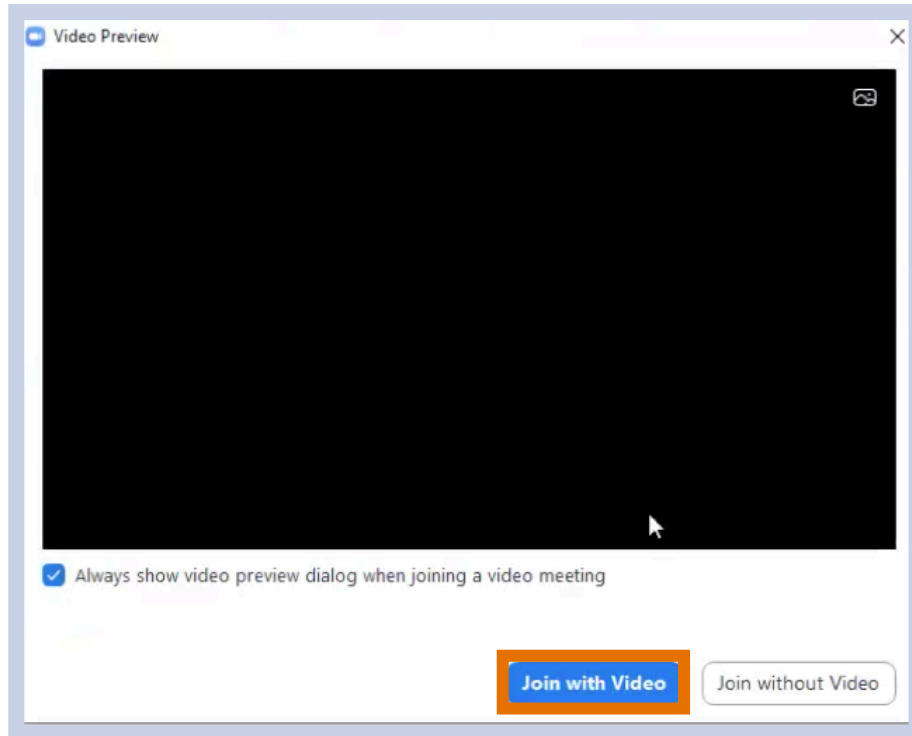 Video Preview
Always show video preview dialog when joining a video meeting
Join with Video
Join without Video